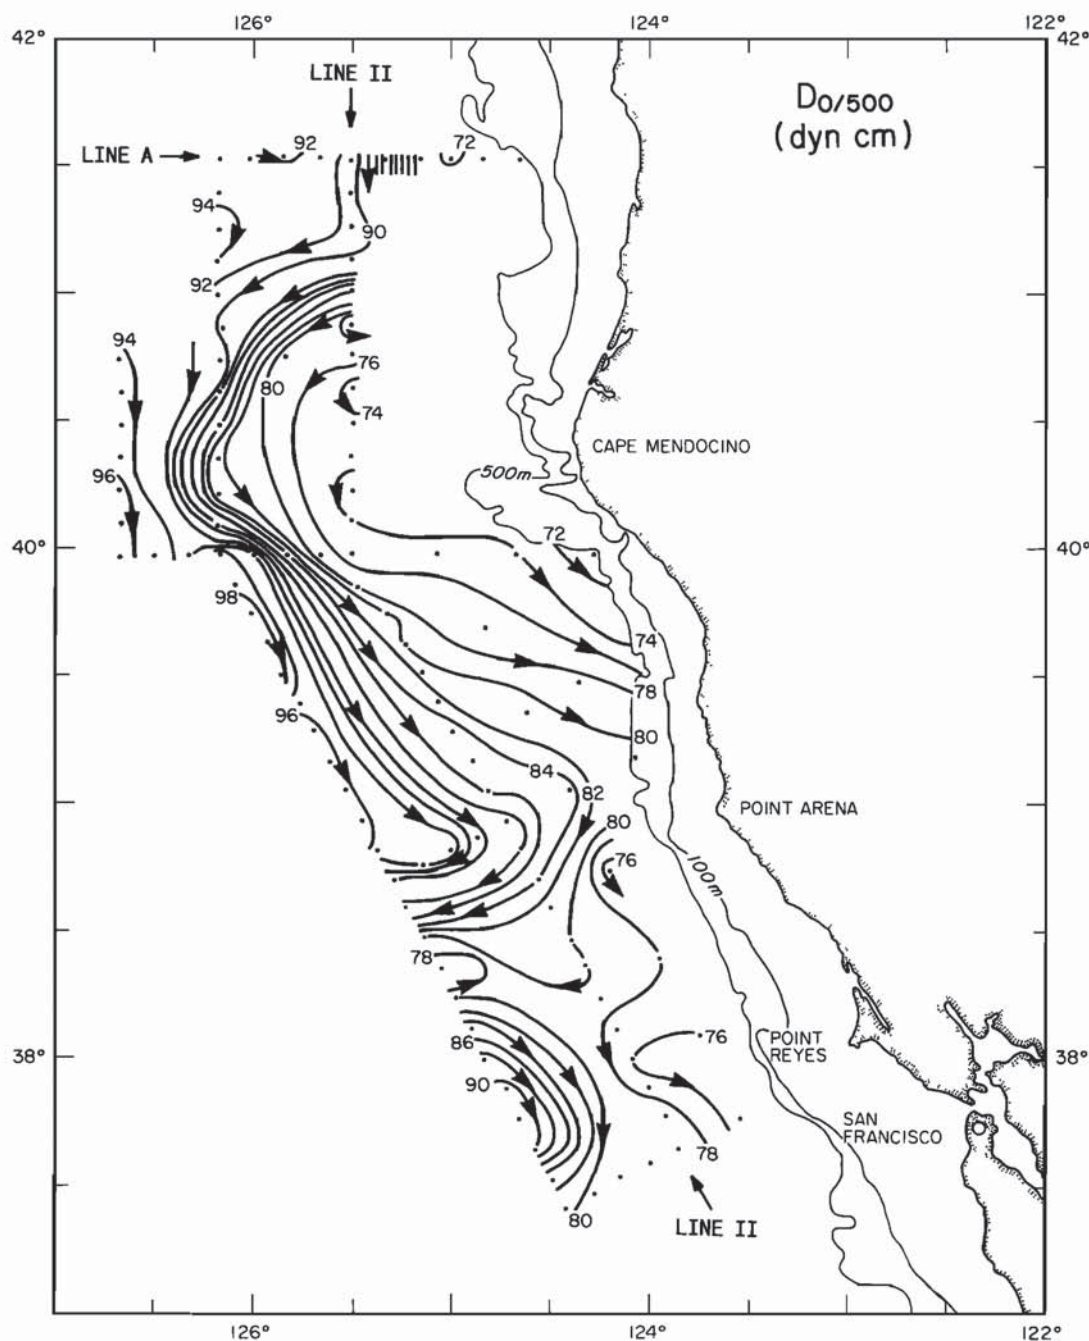 126° 124° 122°
42° 42°
LINE II
D0/500
(dyn cm)
LINE A
92
72
94
90
92
94
76
80
74
CAPE MENDOCINO
96
500m
72
40° 40°
98
74
78
96
80
84
82
POINT ARENA
80
76
100m
78
76
POINT
REYES
86
38° 38°
90
SAN
FRANCISCO
78
80
LINE II
126° 124° 122°